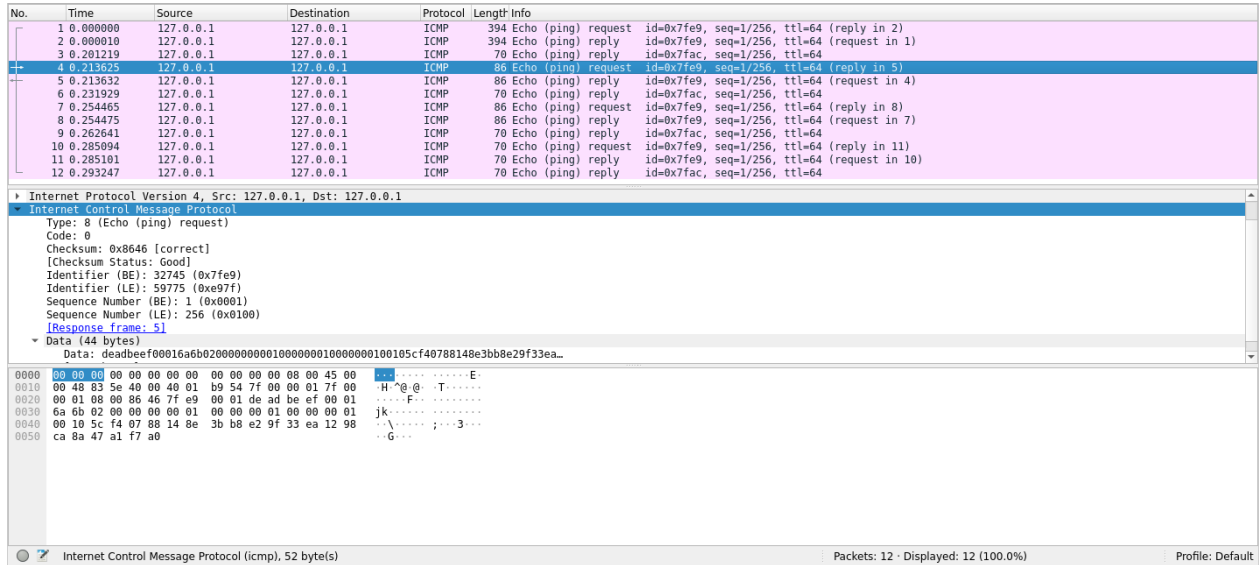 No. Time Source Destination Protocol Length Info
1 0.000000 127.0.0.1 127.0.0.1 ICMP 394 Echo (ping) request id=0x7fe9, seq=1/256, ttl=64 (reply in 2)
2 0.000010 127.0.0.1 127.0.0.1 ICMP 394 Echo (ping) reply id=0x7fe9, seq=1/256, ttl=64 (request in 1)
3 0.201219 127.0.0.1 127.0.0.1 ICMP 70 Echo (ping) reply id=0x7fac, seq=1/256, ttl=64
4 0.213625 127.0.0.1 127.0.0.1 ICMP 86 Echo (ping) request id=0x7fe9, seq=1/256, ttl=64 (reply in 5)
5 0.213632 127.0.0.1 127.0.0.1 ICMP 86 Echo (ping) reply id=0x7fe9, seq=1/256, ttl=64 (request in 4)
6 0.231929 127.0.0.1 127.0.0.1 ICMP 70 Echo (ping) reply id=0x7fac, seq=1/256, ttl=64
7 0.254465 127.0.0.1 127.0.0.1 ICMP 86 Echo (ping) request id=0x7fe9, seq=1/256, ttl=64 (reply in 8)
8 0.254475 127.0.0.1 127.0.0.1 ICMP 86 Echo (ping) reply id=0x7fe9, seq=1/256, ttl=64 (request in 7)
9 0.262641 127.0.0.1 127.0.0.1 ICMP 70 Echo (ping) reply id=0x7fac, seq=1/256, ttl=64
10 0.285094 127.0.0.1 127.0.0.1 ICMP 70 Echo (ping) request id=0x7fe9, seq=1/256, ttl=64 (reply in 11)
11 0.285101 127.0.0.1 127.0.0.1 ICMP 70 Echo (ping) reply id=0x7fe9, seq=1/256, ttl=64 (request in 10)
12 0.293247 127.0.0.1 127.0.0.1 ICMP 70 Echo (ping) reply id=0x7fac, seq=1/256, ttl=64
Internet Protocol Version 4, Src: 127.0.0.1, Dst: 127.0.0.1
Internet Control Message Protocol
Type: 8 (Echo (ping) request)
Code: 0
Checksum: 0x8646 [correct]
[Checksum Status: Good]
Identifier (BE): 32745 (0x7fe9)
Identifier (LE): 59775 (0xe97f)
Sequence Number (BE): 1 (0x0001)
Sequence Number (LE): 256 (0x0100)
[Response frame: 5]
Data (44 bytes)
Data: deadbeef00016a6b020000000001000000010000000100105cf40788148e3bb8e29f33ea…
0000 00 00 00 00 00 00 00 00 00 00 00 00 08 00 45 00 ··············E·
0010 00 48 83 5e 40 00 40 01 b9 54 7f 00 00 01 7f 00 ·H·^@·@··T······
0020 00 01 08 00 86 46 7f e9 00 01 de ad be ef 00 01 ·····F··········
0030 6a 6b 02 00 00 00 00 01 00 00 00 01 00 00 00 01 jk··············
0040 00 10 5c f4 07 88 14 8e 3b b8 e2 9f 33 ea 12 98 ··\·····;···3···
0050 ca 8a 47 a1 f7 a0 ··G···
Internet Control Message Protocol (icmp), 52 byte(s) Packets: 12 · Displayed: 12 (100.0%) Profile: Default